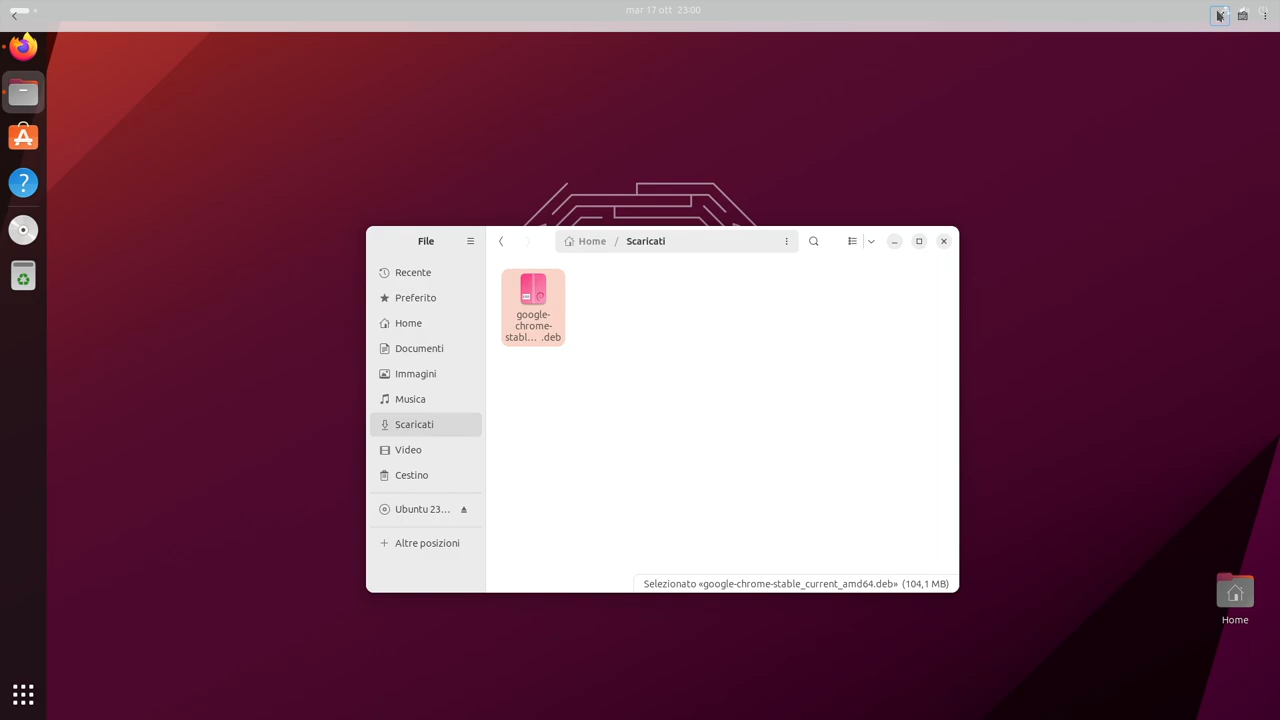 mar 17 ott 23:00
File
Home / Scaricati
Recente
Preferito
Home
Documenti
Immagini
Musica
Scaricati
Video
Cestino
Ubuntu 23…
Altre posizioni
google-
chrome-
stabl… .deb
Selezionato «google-chrome-stable_current_amd64.deb» (104,1 MB)
Home